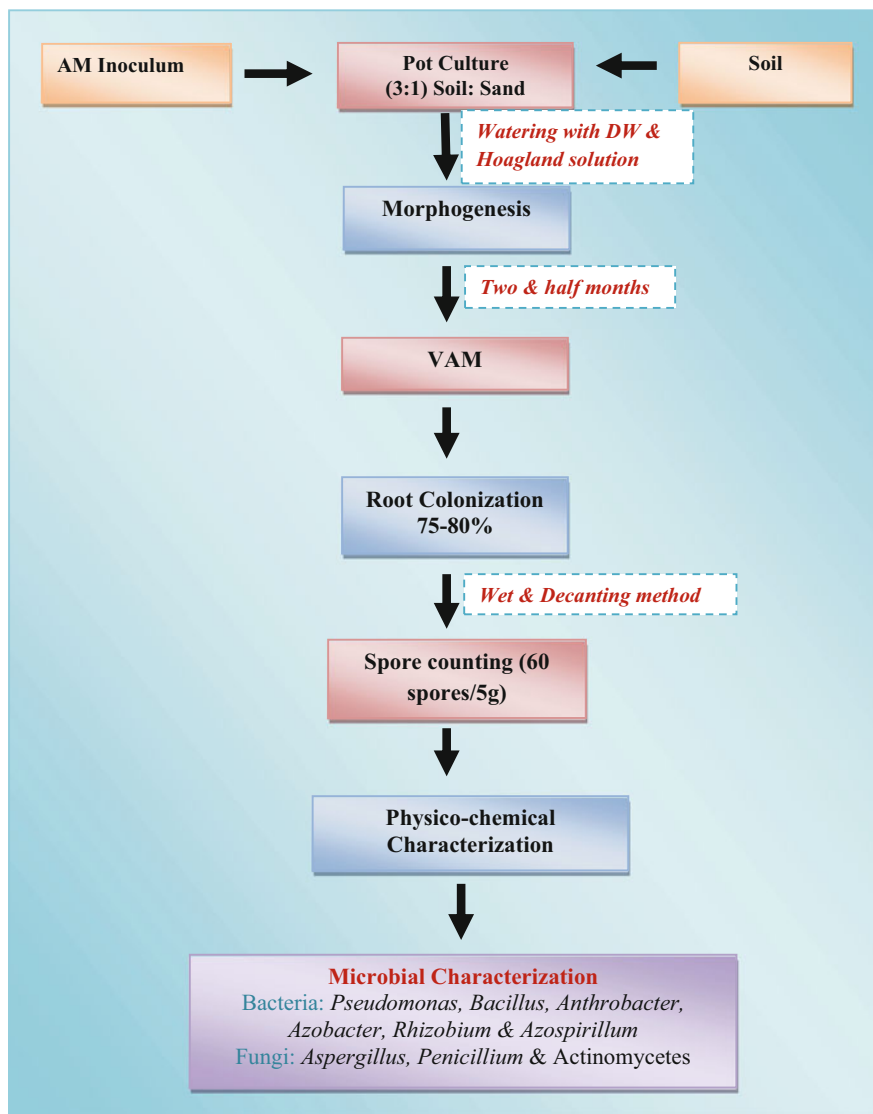 AM Inoculum
Pot Culture
(3:1) Soil: Sand
Soil
Watering with DW &
Hoagland solution
Morphogenesis
Two & half months
VAM
Root Colonization
75-80%
Wet & Decanting method
Spore counting (60
spores/5g)
Physico-chemical
Characterization
Microbial Characterization
Bacteria: Pseudomonas, Bacillus, Anthrobacter,
Azobacter, Rhizobium & Azospirillum
Fungi: Aspergillus, Penicillium & Actinomycetes